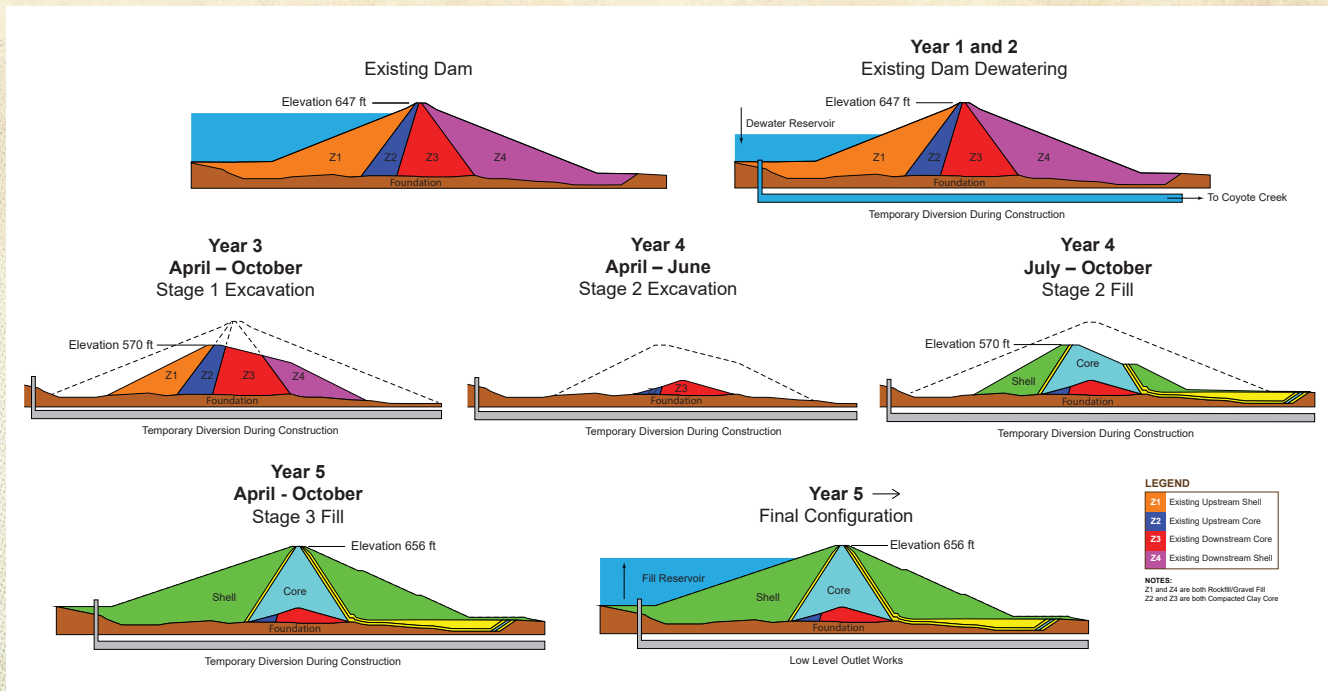 Existing Dam
Elevation 647 ft
Z1
Z2
Z3
Z4
Foundation
Year 1 and 2
Existing Dam Dewatering
Elevation 647 ft
Dewater Reservoir
Z1
Z2
Z3
Z4
Foundation
To Coyote Creek
Temporary Diversion During Construction
Year 3
April – October
Stage 1 Excavation
Elevation 570 ft
Z1
Z2
Z3
Z4
Foundation
Temporary Diversion During Construction
Year 4
April – June
Stage 2 Excavation
Z3
Foundation
Temporary Diversion During Construction
Year 4
July – October
Stage 2 Fill
Elevation 570 ft
Shell
Core
Foundation
Temporary Diversion During Construction
Year 5
April - October
Stage 3 Fill
Elevation 656 ft
Shell
Core
Foundation
Temporary Diversion During Construction
Year 5
Final Configuration
Elevation 656 ft
Fill Reservoir
Shell
Core
Foundation
Low Level Outlet Works
LEGEND
Z1 Existing Upstream Shell
Z2 Existing Upstream Core
Z3 Existing Downstream Core
Z4 Existing Downstream Shell
NOTES:
Z1 and Z4 are both Rockfill/Gravel Fill
Z2 and Z3 are both Compacted Clay Core